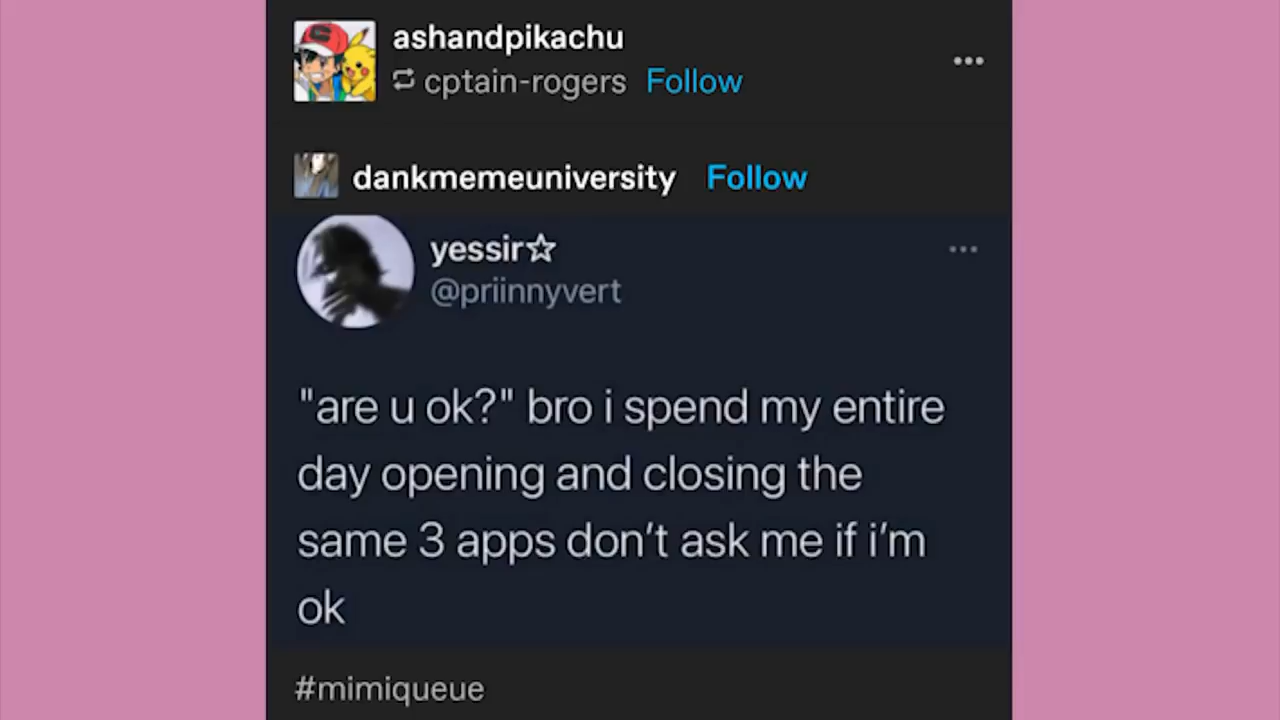 ashandpikachu
cptain-rogers Follow
dankmemeuniversity Follow
yessir☆
@priinnyvert
"are u ok?" bro i spend my entire
day opening and closing the
same 3 apps don't ask me if i'm
ok
#mimiqueue